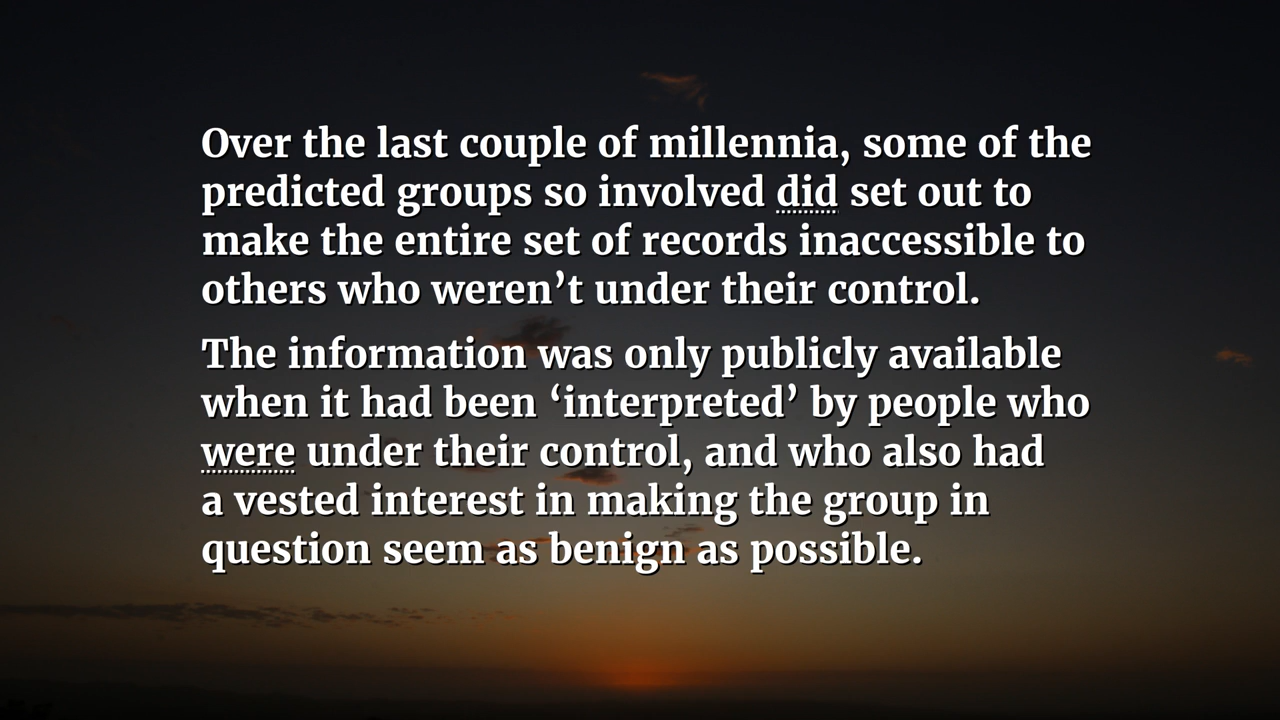 Over the last couple of millennia, some of the
predicted groups so involved did set out to
make the entire set of records inaccessible to
others who weren’t under their control.
The information was only publicly available
when it had been ‘interpreted’ by people who
were under their control, and who also had
a vested interest in making the group in
question seem as benign as possible.